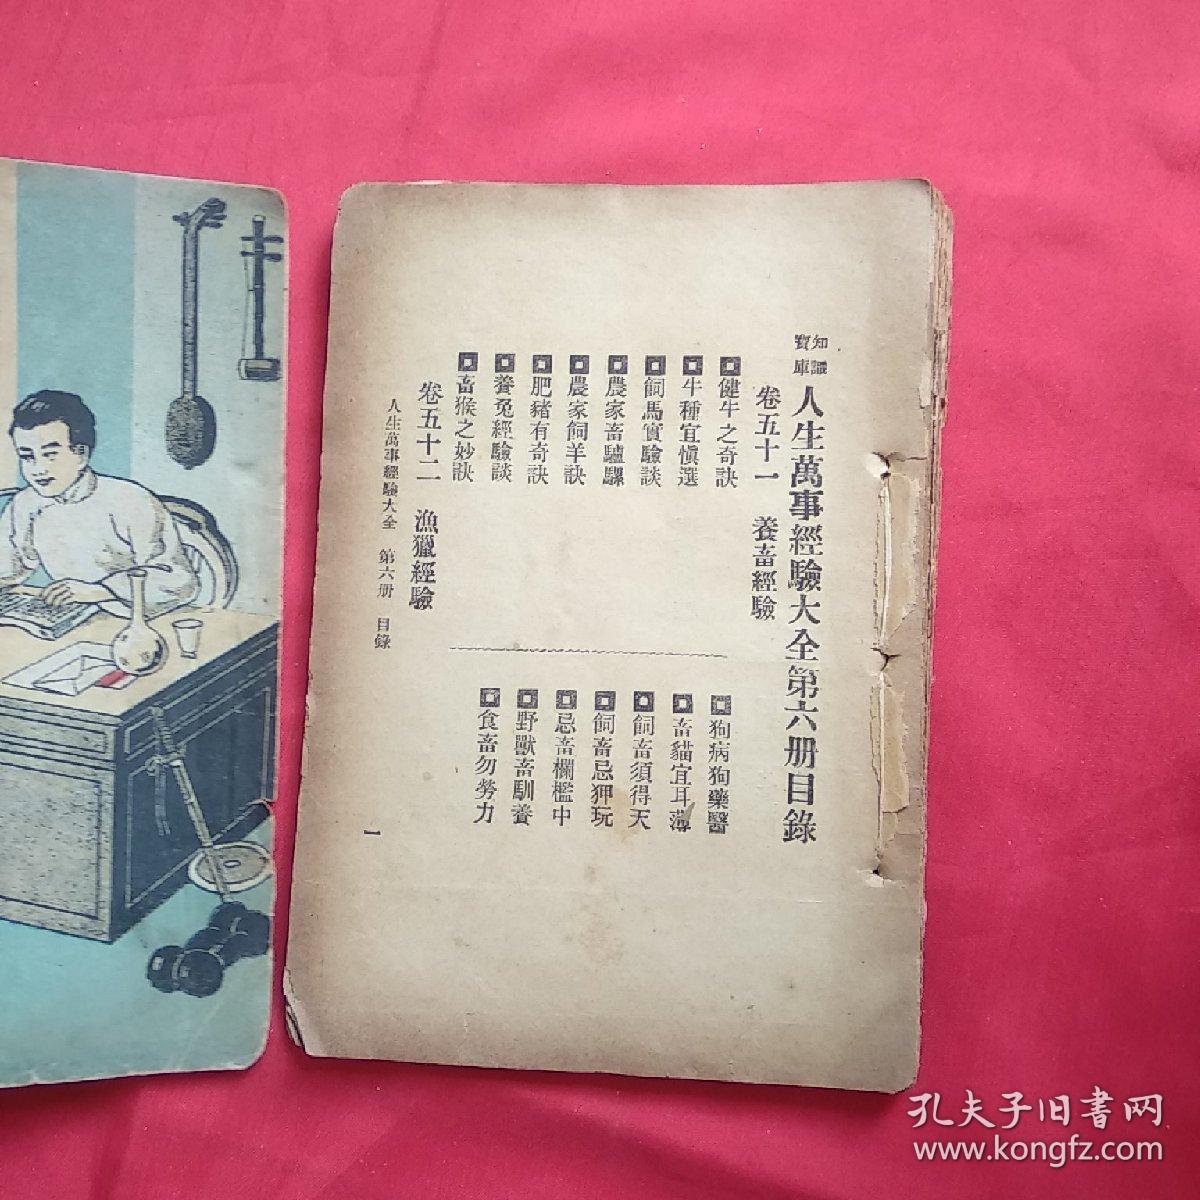 知識寶庫
人生萬事經驗大全第六册目錄
卷五十一 養畜經驗
健牛之奇訣
牛種宜慎選
飼馬實驗談
農家畜驢騾
農家飼羊訣
肥豬有奇訣
養兔經驗談
畜猴之妙訣
狗病狗藥醫
畜貓宜耳薄
飼畜須得天
飼畜忌狎玩
忌畜欄檻中
野獸畜馴養
食畜勿勞力
卷五十二 漁獵經驗
人生萬事經驗大全 第六册 目錄
一
孔夫子旧书网
www.kongfz.com